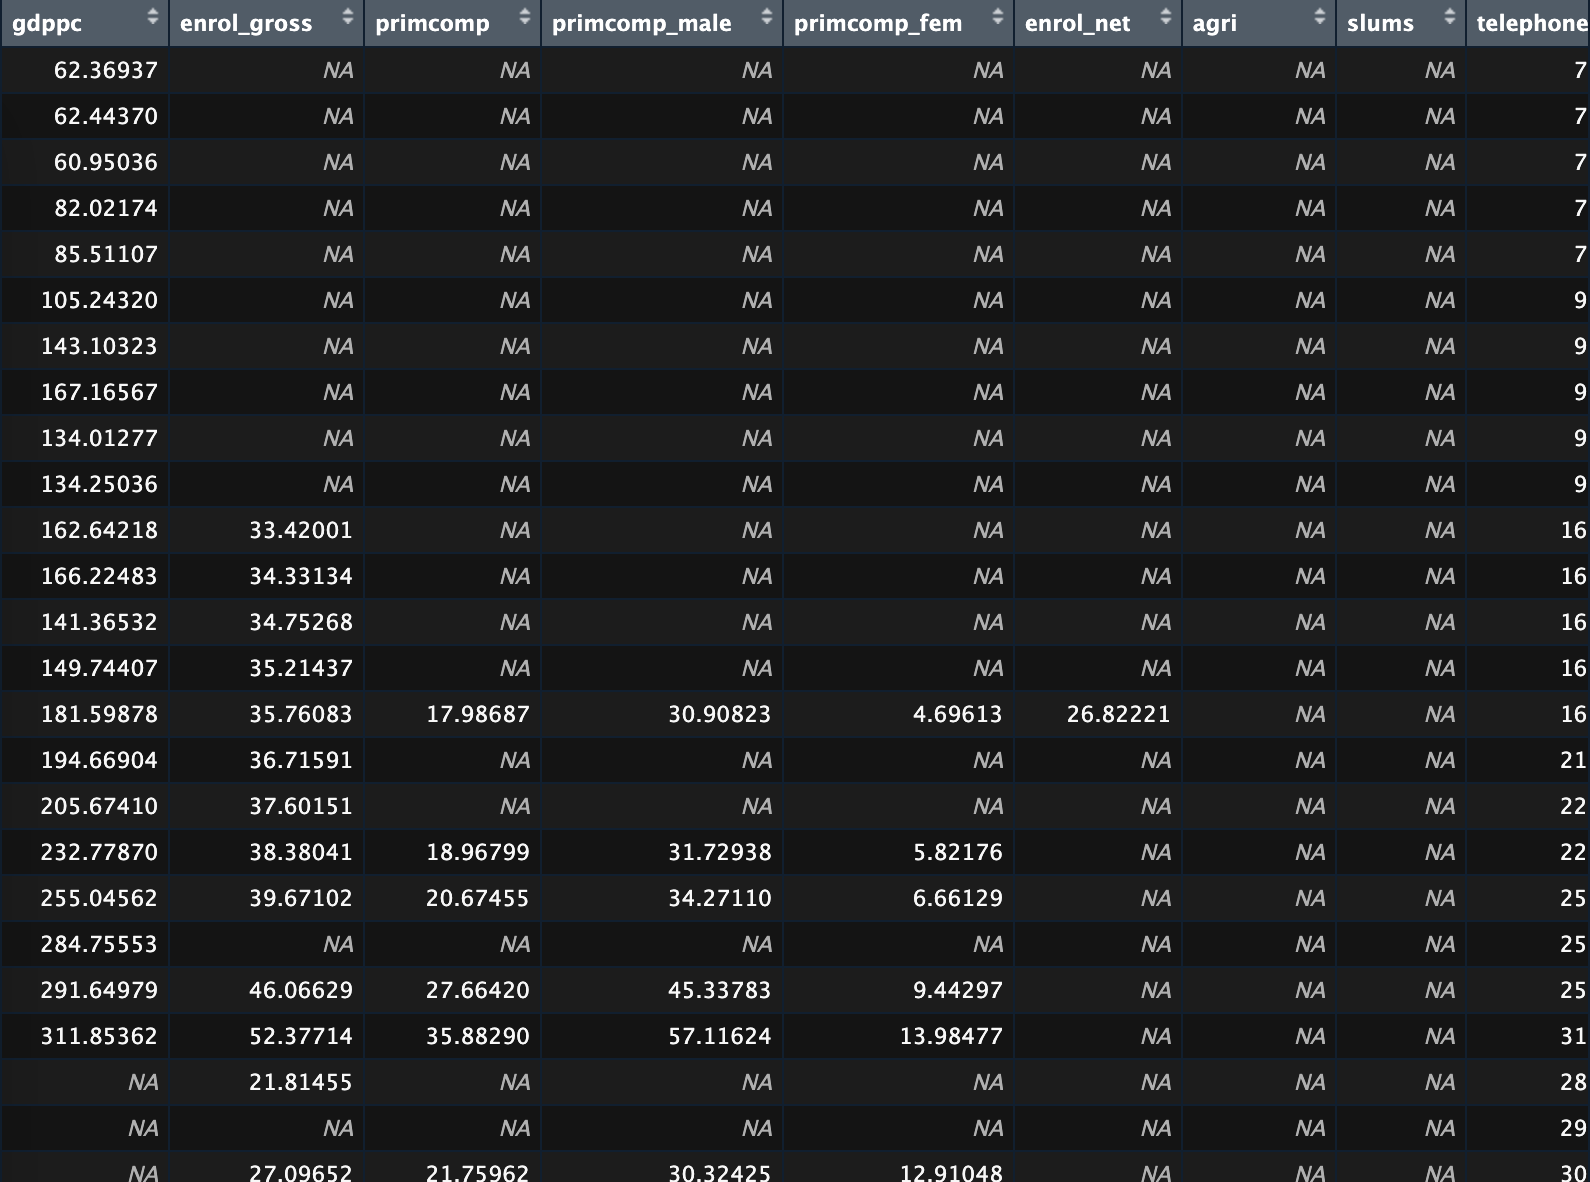 gdppc enrol_gross primcomp primcomp_male primcomp_fem enrol_net agri slums telephone
62.36937 NA NA NA NA NA NA NA 7
62.44370 NA NA NA NA NA NA NA 7
60.95036 NA NA NA NA NA NA NA 7
82.02174 NA NA NA NA NA NA NA 7
85.51107 NA NA NA NA NA NA NA 7
105.24320 NA NA NA NA NA NA NA 9
143.10323 NA NA NA NA NA NA NA 9
167.16567 NA NA NA NA NA NA NA 9
134.01277 NA NA NA NA NA NA NA 9
134.25036 NA NA NA NA NA NA NA 9
162.64218 33.42001 NA NA NA NA NA NA 16
166.22483 34.33134 NA NA NA NA NA NA 16
141.36532 34.75268 NA NA NA NA NA NA 16
149.74407 35.21437 NA NA NA NA NA NA 16
181.59878 35.76083 17.98687 30.90823 4.69613 26.82221 NA NA 16
194.66904 36.71591 NA NA NA NA NA NA 21
205.67410 37.60151 NA NA NA NA NA NA 22
232.77870 38.38041 18.96799 31.72938 5.82176 NA NA NA 22
255.04562 39.67102 20.67455 34.27110 6.66129 NA NA NA 25
284.75553 NA NA NA NA NA NA NA 25
291.64979 46.06629 27.66420 45.33783 9.44297 NA NA NA 25
311.85362 52.37714 35.88290 57.11624 13.98477 NA NA NA 31
NA 21.81455 NA NA NA NA NA NA 28
NA NA NA NA NA NA NA NA 29
NA 27.09652 21.75962 30.32425 12.91048 NA NA NA 30